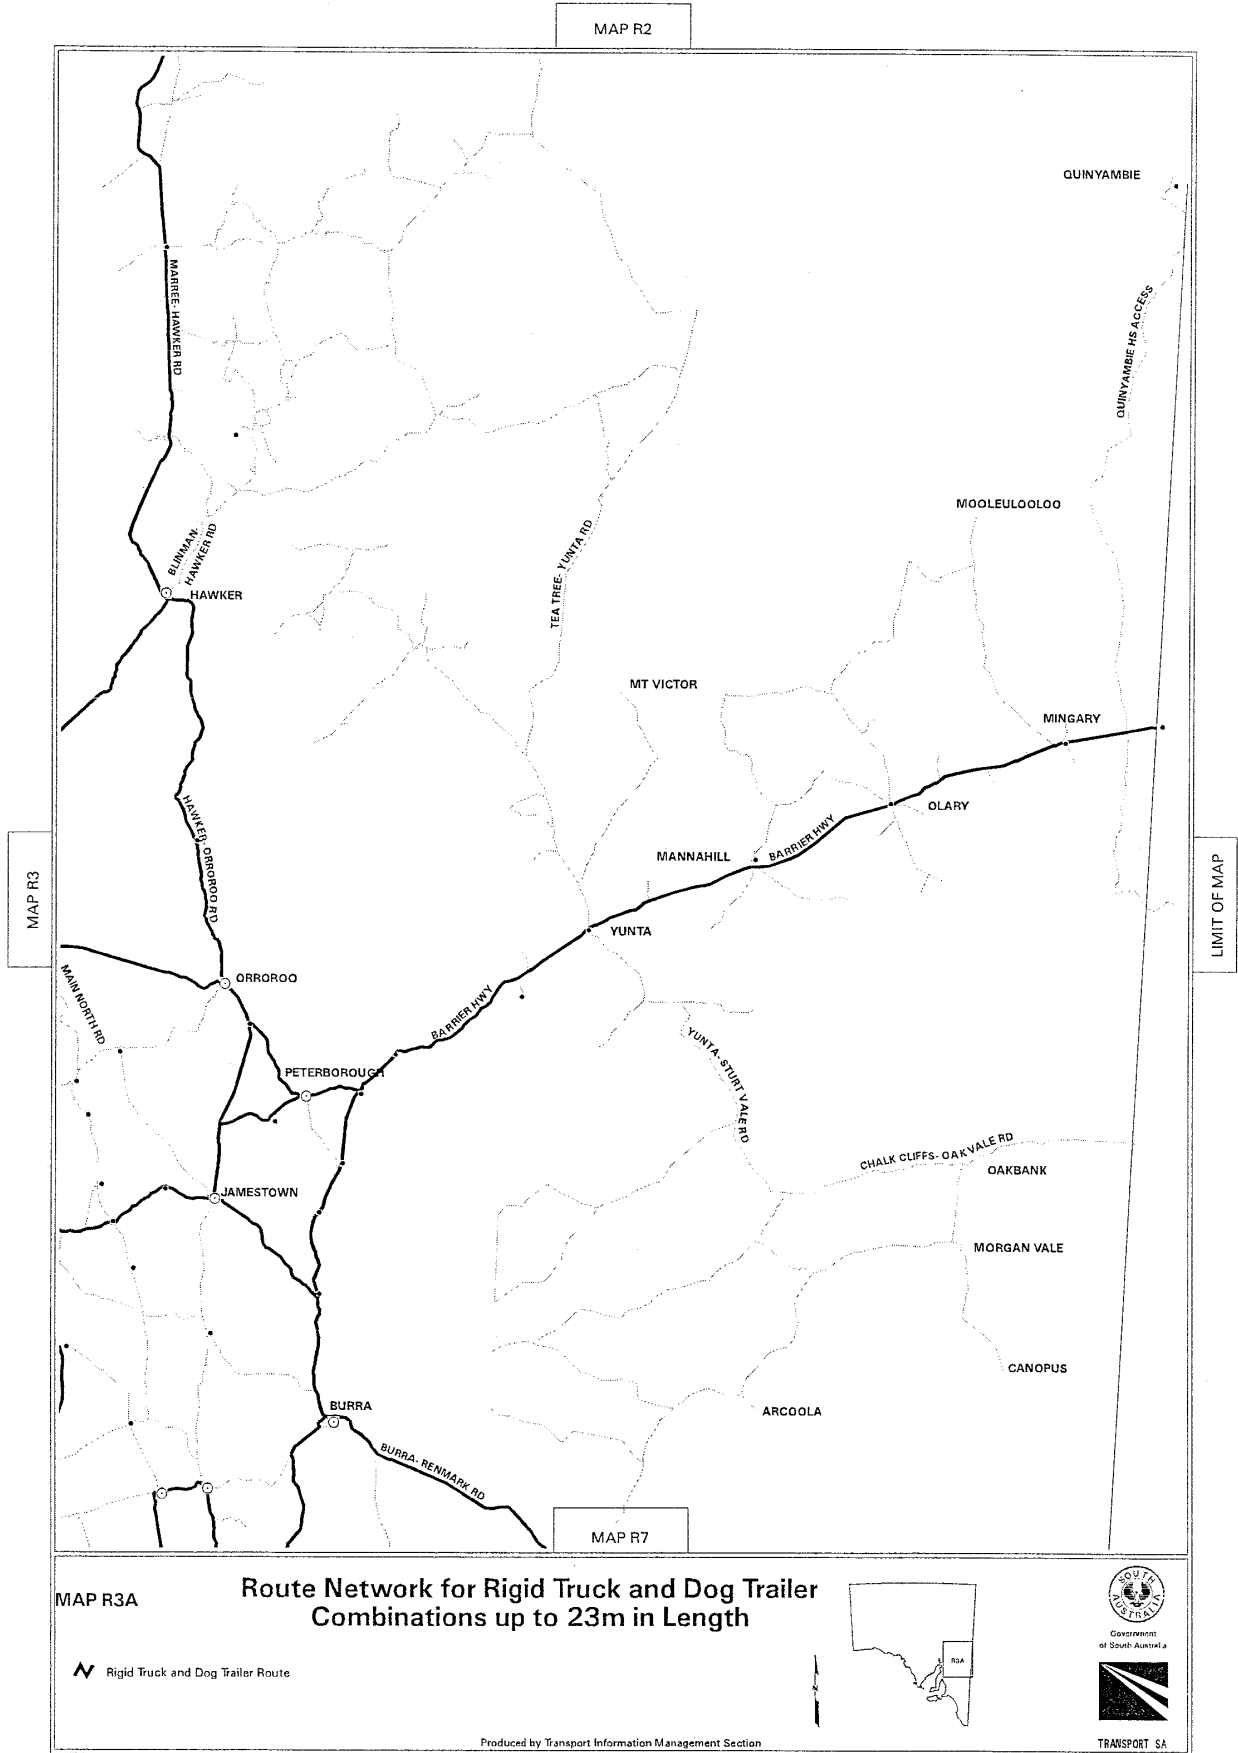 MAP R2
QUINYAMBIE
MARREE- HAWKER RD
QUINYAMBIE HS ACCESS
MOOLEULOOLOO
BLINMAN-
HAWKER RD
TEA TREE- YUNTA RD
HAWKER
MT VICTOR
MINGARY
HAWKER- ORROROO RD
OLARY
BARRIER HWY
MANNAHILL
MAP R3
LIMIT OF MAP
YUNTA
MAIN NORTH RD
ORROROO
BARRIER HWY
YUNTA- STURT VALE RD
PETERBOROUGH
CHALK CLIFFS- OAKVALE RD
OAKBANK
JAMESTOWN
MORGAN VALE
CANOPUS
BURRA
ARCOOLA
BURRA- RENMARK RD
MAP R7
MAP R3A
Route Network for Rigid Truck and Dog Trailer
Combinations up to 23m in Length
Rigid Truck and Dog Trailer Route
N
R3A
SOUTH
AUSTRALIA
Government
of South Australia
Produced by Transport Information Management Section
TRANSPORT SA